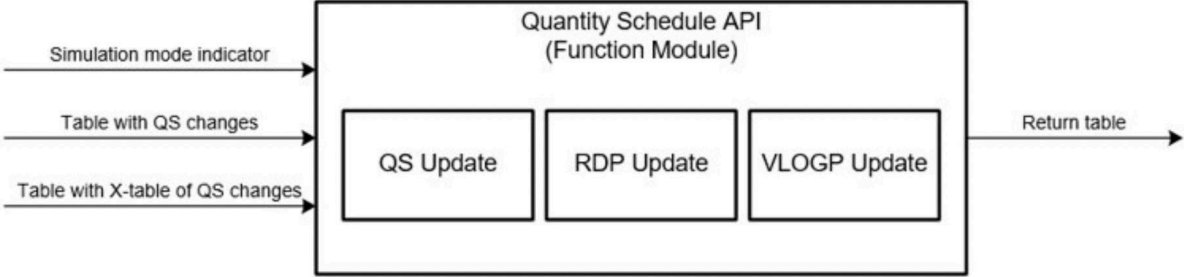 Quantity Schedule API
(Function Module)
Simulation mode indicator
Table with QS changes
Table with X-table of QS changes
QS Update
RDP Update
VLOGP Update
Return table